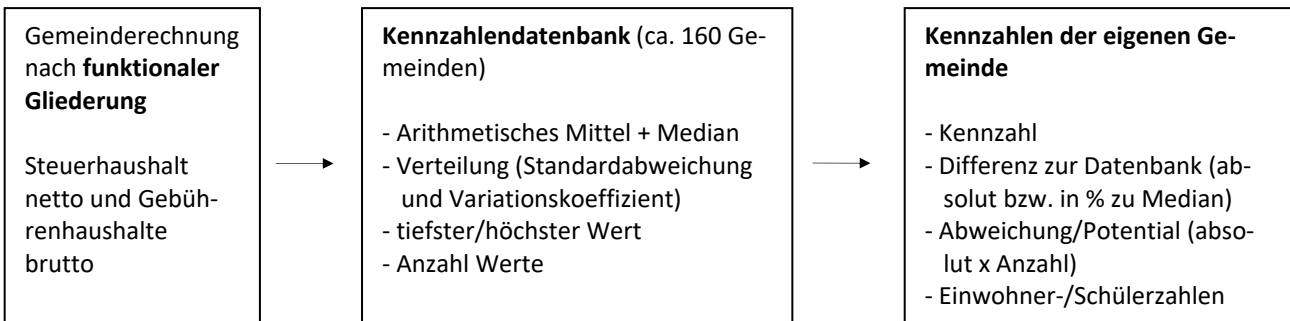 Gemeinderechnung
nach funktionaler
Gliederung
Steuerhaushalt
netto und Gebüh-
renhaushalte
brutto
Kennzahlendatenbank (ca. 160 Ge-
meinden)
- Arithmetisches Mittel + Median
- Verteilung (Standardabweichung
und Variationskoeffizient)
- tiefster/höchster Wert
- Anzahl Werte
Kennzahlen der eigenen Ge-
meinde
- Kennzahl
- Differenz zur Datenbank (ab-
solut bzw. in % zu Median)
- Abweichung/Potential (abso-
lut x Anzahl)
- Einwohner-/Schülerzahlen